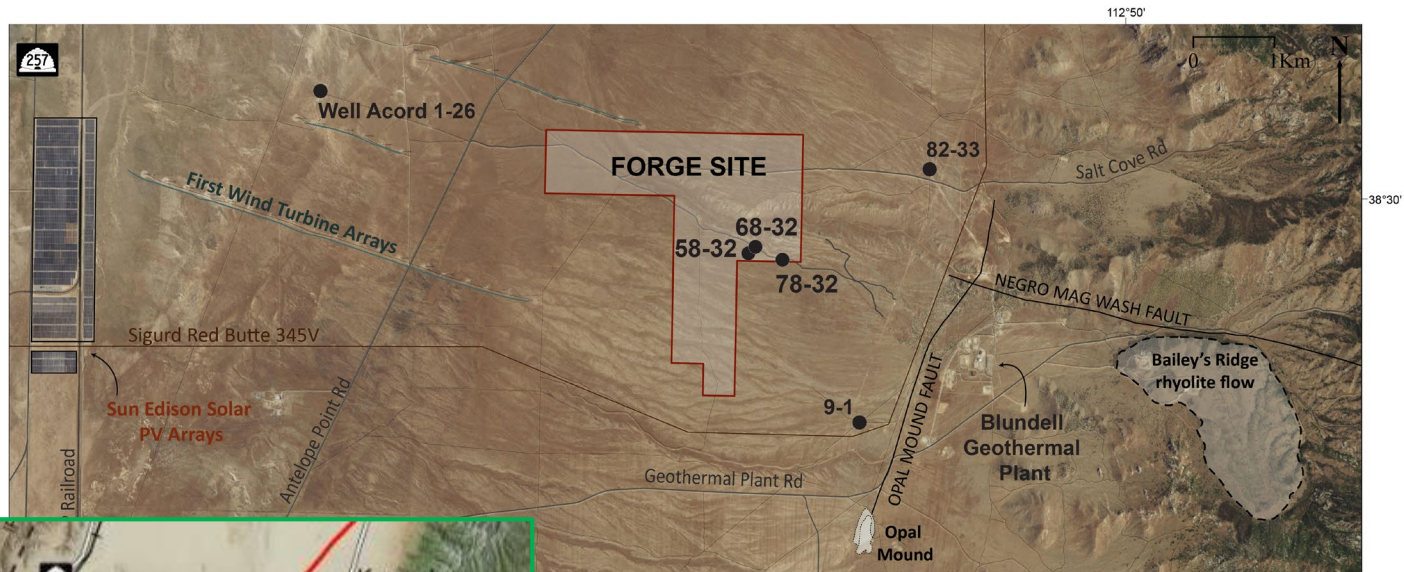 112°50'
257
0
1Km
N
Well Acord 1-26
FORGE SITE
82-33
Salt Cove Rd
38°30'
First Wind Turbine Arrays
68-32
58-32
78-32
NEGRO MAG WASH FAULT
Sigurd Red Butte 345V
Bailey's Ridge
rhyolite flow
Sun Edison Solar
PV Arrays
Antelope Point Rd
9-1
OPAL MOUND FAULT
Blundell
Geothermal
Plant
Railroad
Geothermal Plant Rd
Opal
Mound